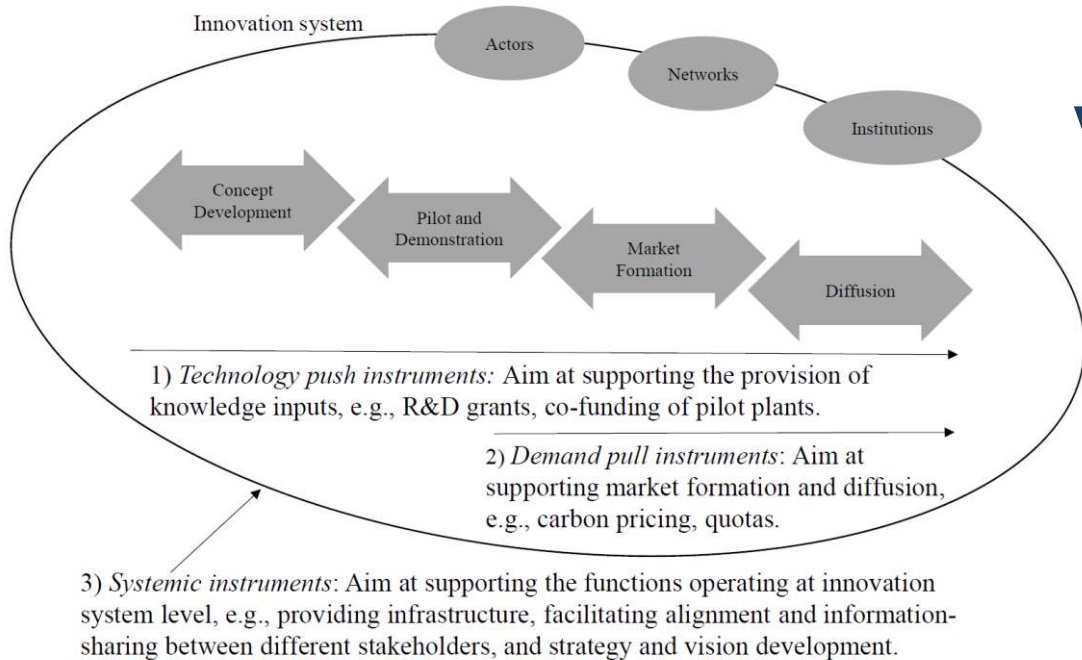 Innovation system
Actors
Networks
Institutions
Concept
Development
Pilot and
Demonstration
Market
Formation
Diffusion
1) Technology push instruments: Aim at supporting the provision of
knowledge inputs, e.g., R&D grants, co-funding of pilot plants.
2) Demand pull instruments: Aim at
supporting market formation and diffusion,
e.g., carbon pricing, quotas.
3) Systemic instruments: Aim at supporting the functions operating at innovation
system level, e.g., providing infrastructure, facilitating alignment and information-
sharing between different stakeholders, and strategy and vision development.